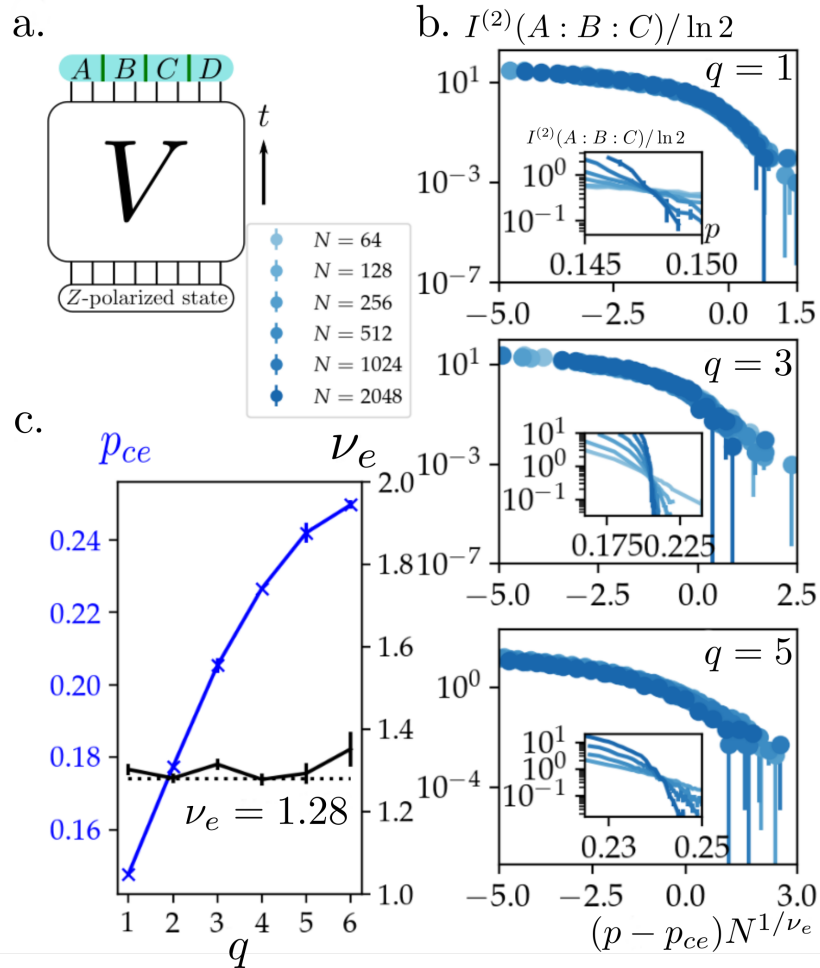 a.
A B C D
V
t
Z-polarized state
N = 64
N = 128
N = 256
N = 512
N = 1024
N = 2048
b. I^{(2)}(A : B : C)/ ln 2
q = 1
10^1
10^{−3}
10^{−7}
I^{(2)}(A : B : C)/ ln 2
10^0
10^{−1}
p
0.145 0.150
−5.0 −2.5 0.0 1.5
q = 3
10^1
10^{−3}
10^{−7}
10^1
10^0
10^{−1}
0.175 0.225
−5.0 −2.5 0.0 2.5
q = 5
10^0
10^{−4}
10^1
10^0
10^{−1}
0.23 0.25
−5.0 −2.5 0.0 3.0
(p − p_{ce})N^{1/ν_e}
c.
p_{ce} ν_e
0.24
0.22
0.20
0.18
0.16
2.0
1.8
1.6
1.4
1.2
1.0
ν_e = 1.28
1 2 3 4 5 6
q